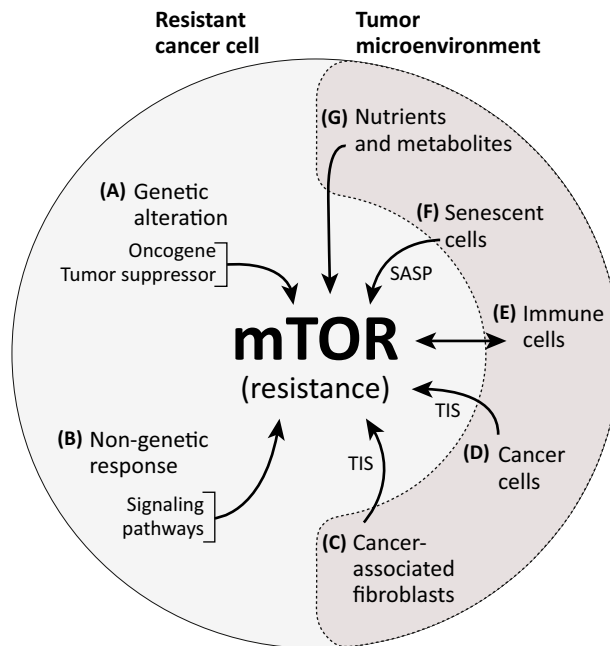 Resistant
cancer cell
Tumor
microenvironment
(G) Nutrients
and metabolites
(A) Genetic
alteration
Oncogene
Tumor suppressor
(F) Senescent
cells
SASP
mTOR
(resistance)
(E) Immune
cells
(B) Non-genetic
response
Signaling
pathways
TIS
(D) Cancer
cells
TIS
(C) Cancer-
associated
fibroblasts